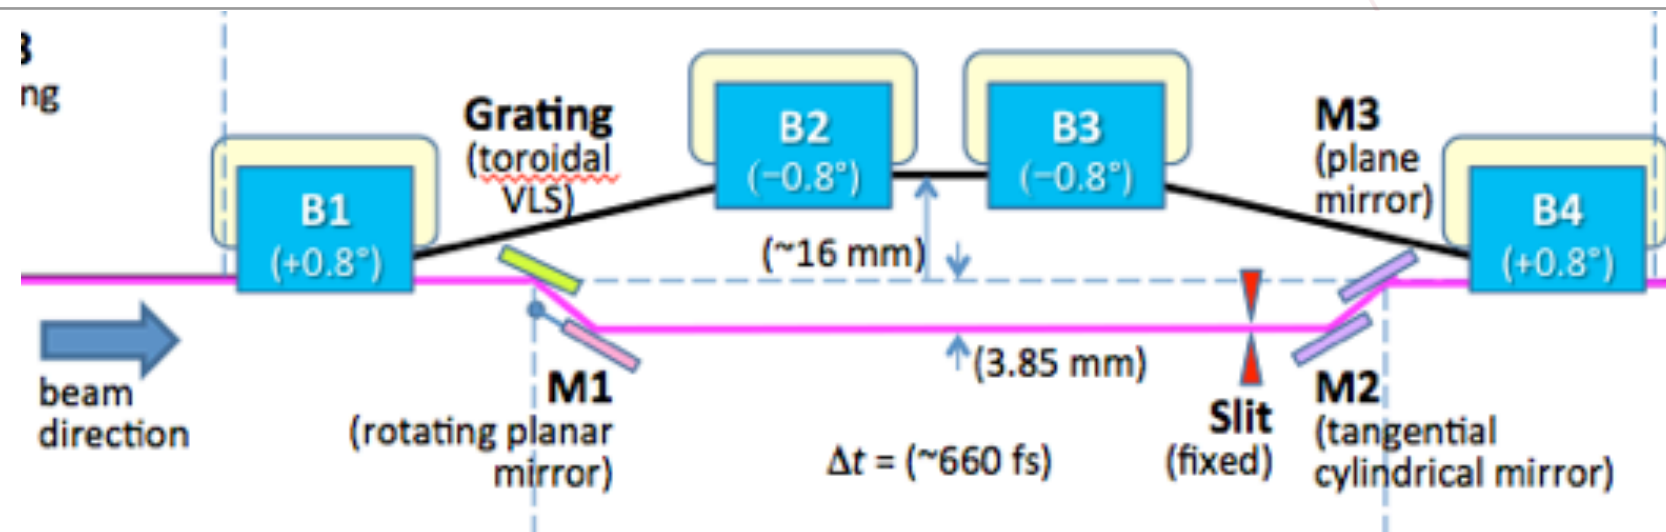 ng
Grating
(toroidal
VLS)
B1
(+0.8°)
B2
(−0.8°)
B3
(−0.8°)
M3
(plane
mirror)
B4
(+0.8°)
(~16 mm)
(3.85 mm)
beam
direction
M1
(rotating planar
mirror)
Δt = (~660 fs)
Slit
(fixed)
M2
(tangential
cylindrical mirror)